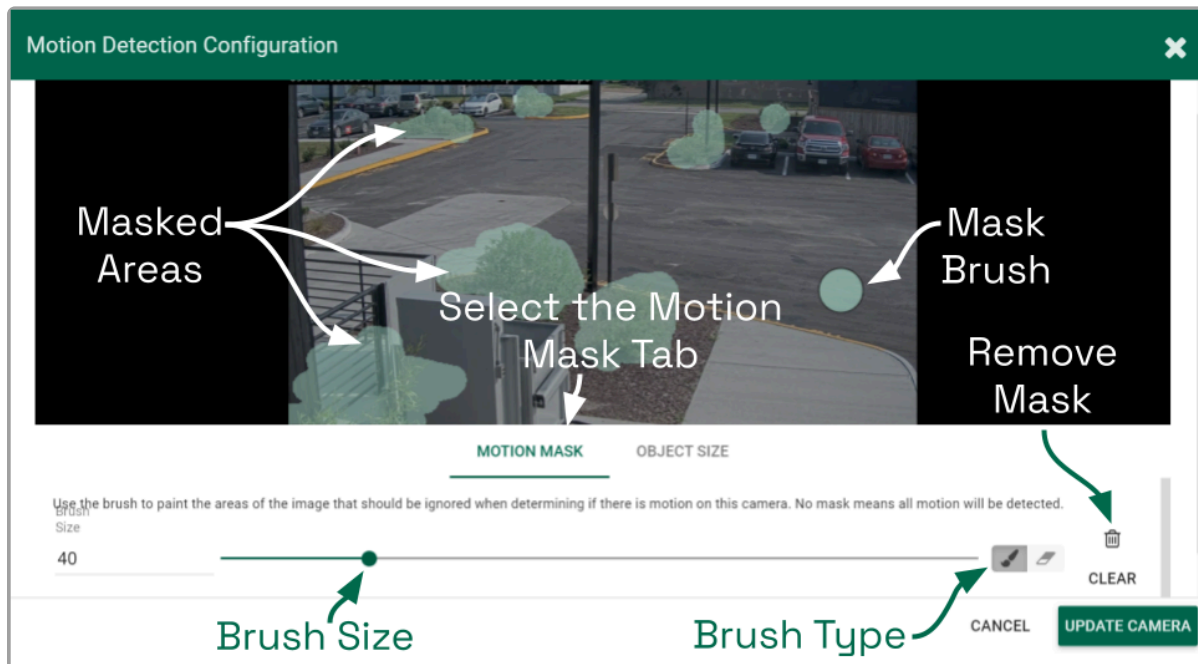 Motion Detection Configuration
Masked
Areas
Mask
Brush
Select the Motion
Mask Tab
Remove
Mask
MOTION MASK
OBJECT SIZE
Use the brush to paint the areas of the image that should be ignored when determining if there is motion on this camera. No mask means all motion will be detected.
Brush
Size
40
CLEAR
Brush Size
Brush Type
CANCEL
UPDATE CAMERA